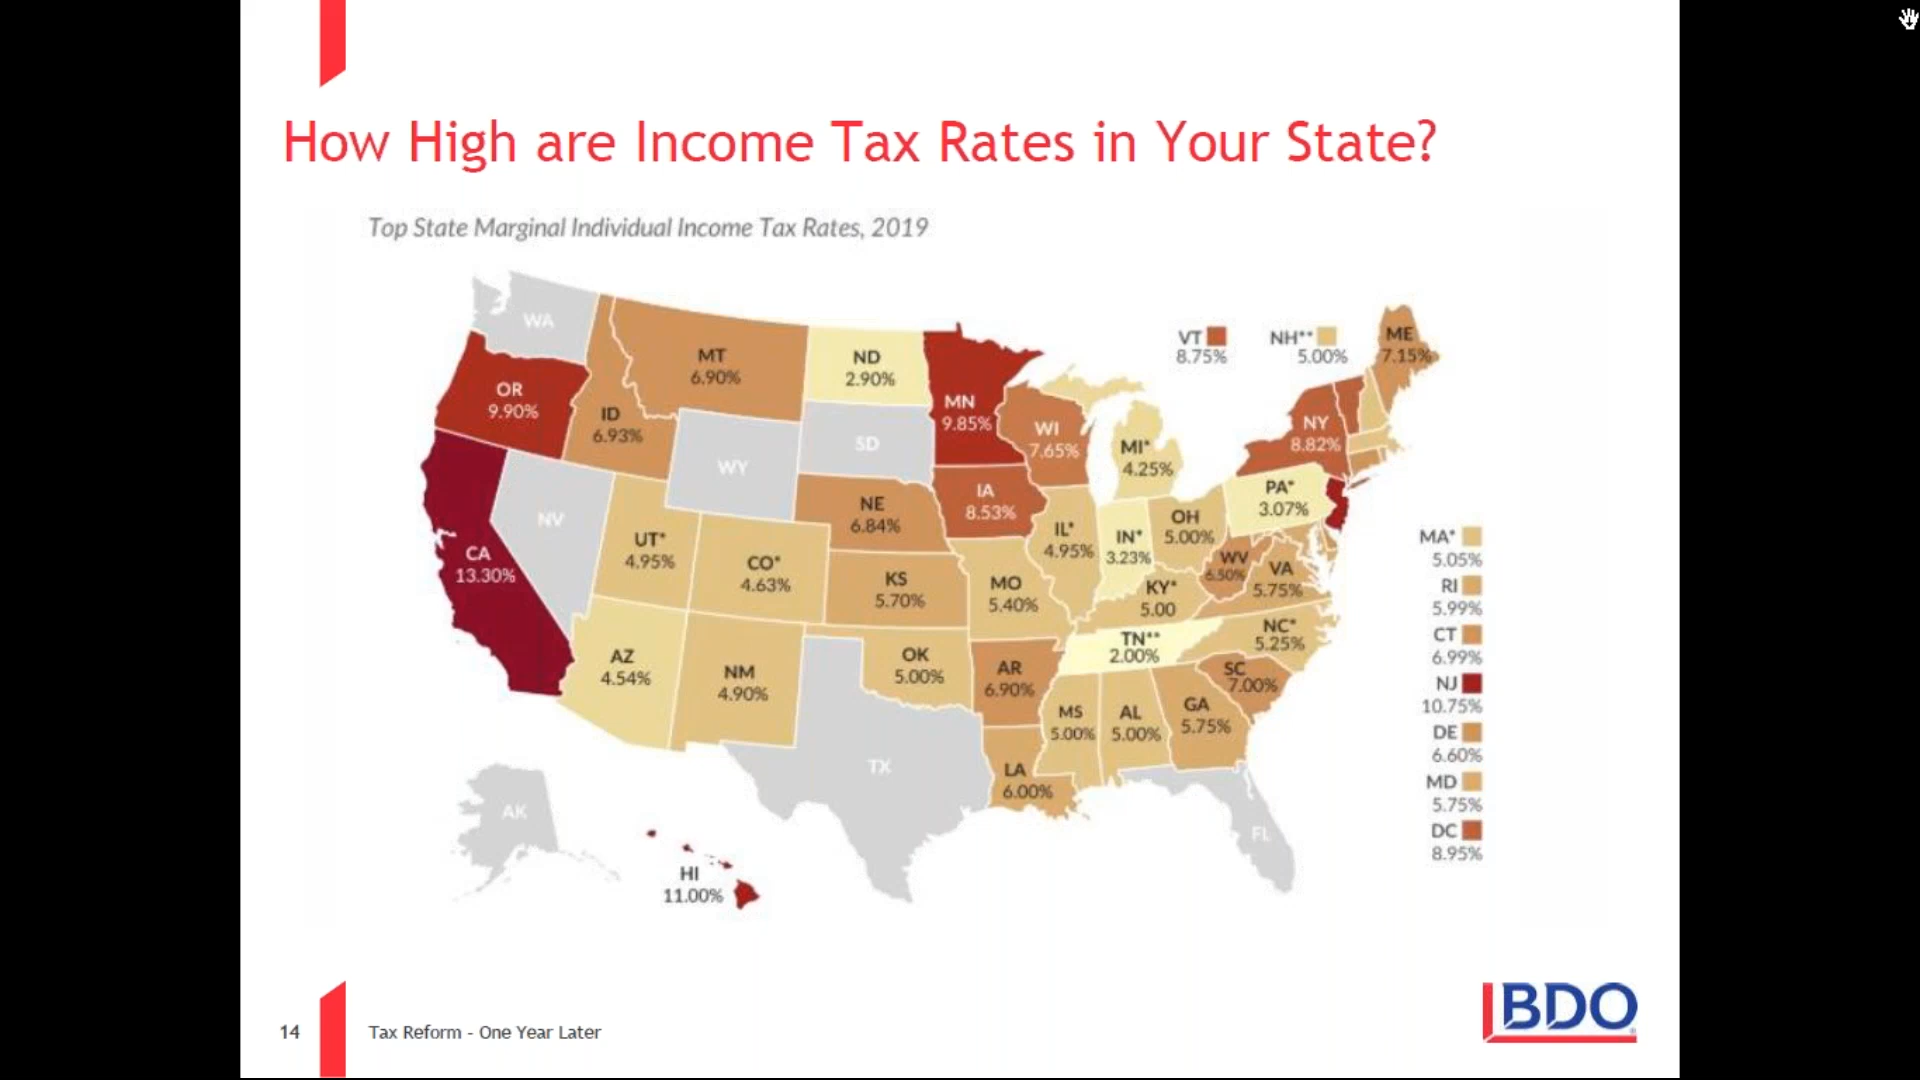 How High are Income Tax Rates in Your State?
Top State Marginal Individual Income Tax Rates, 2019
WA
OR
9.90%
CA
13.30%
NV
ID
6.93%
MT
6.90%
WY
UT*
4.95%
AZ
4.54%
CO*
4.63%
NM
4.90%
ND
2.90%
SD
NE
6.84%
KS
5.70%
OK
5.00%
TX
MN
9.85%
IA
8.53%
MO
5.40%
AR
6.90%
LA
6.00%
WI
7.65%
IL*
4.95%
MI*
4.25%
IN*
3.23%
OH
5.00%
KY*
5.00
TN**
2.00%
MS
5.00%
AL
5.00%
GA
5.75%
FL
SC
7.00%
NC*
5.25%
VA
5.75%
WV
6.50%
PA*
3.07%
NY
8.82%
ME
7.15%
VT
8.75%
NH**
5.00%
MA*
5.05%
RI
5.99%
CT
6.99%
NJ
10.75%
DE
6.60%
MD
5.75%
DC
8.95%
AK
HI
11.00%
14
Tax Reform - One Year Later
BDO